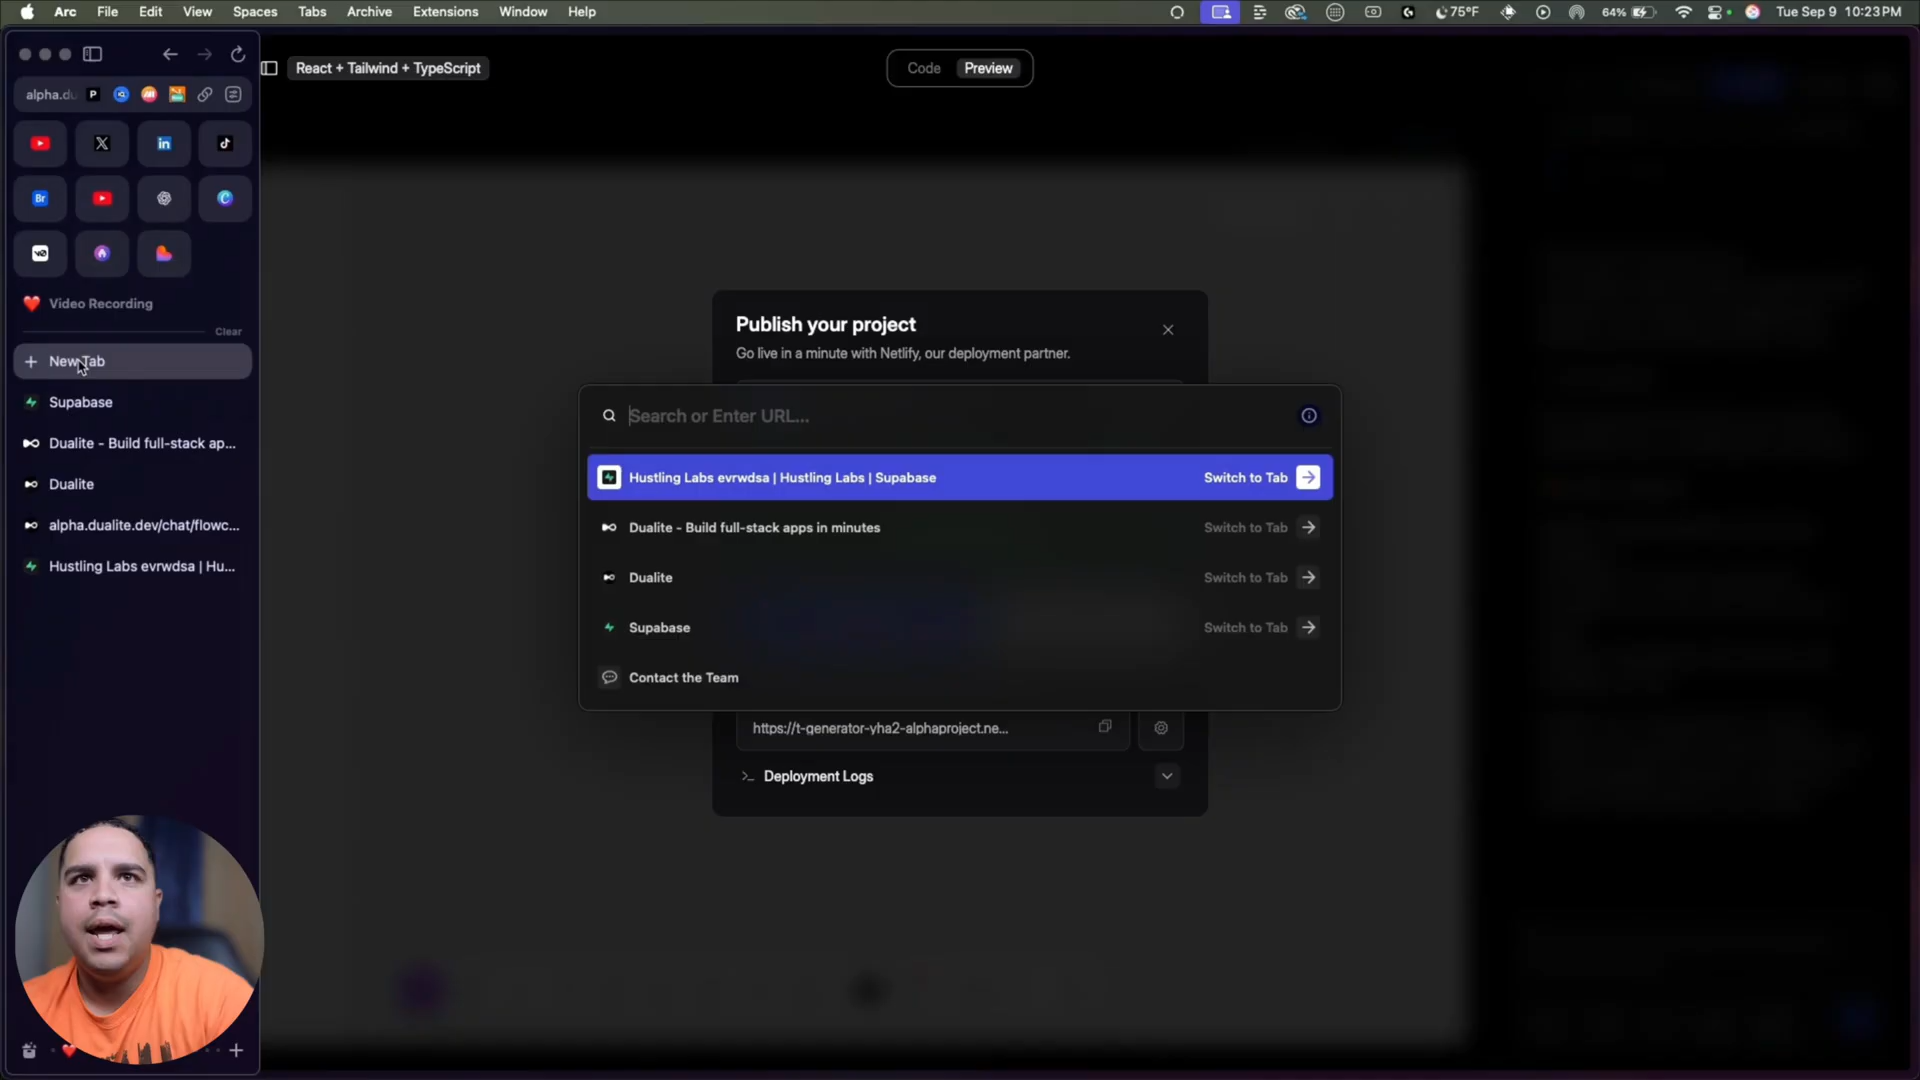 Arc File Edit View Spaces Tabs Archive Extensions Window Help 75°F 64% Tue Sep 9 10:23 PM
React + Tailwind + TypeScript
Code Preview
alpha.du
P
Br
Video Recording
Clear
New Tab
Supabase
Dualite - Build full-stack ap...
Dualite
alpha.dualite.dev/chat/flowc...
Hustling Labs evrwdsa | Hu...
Publish your project
Go live in a minute with Netlify, our deployment partner.
Search or Enter URL...
Hustling Labs evrwdsa | Hustling Labs | Supabase Switch to Tab
Dualite - Build full-stack apps in minutes Switch to Tab
Dualite Switch to Tab
Supabase Switch to Tab
Contact the Team
https://t-generator-yha2-alphaproject.ne...
Deployment Logs